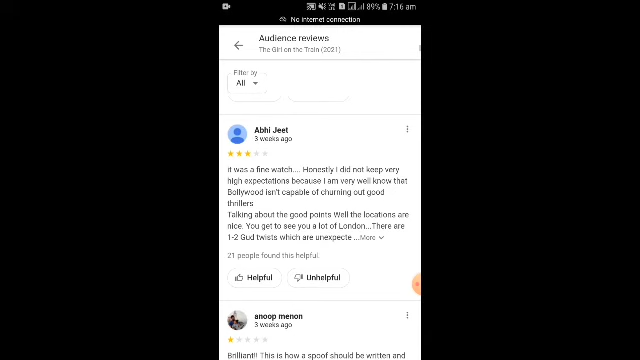 89% 7:16 am
No internet connection
Audience reviews
The Girl on the Train (2021)
Filter by
All
Abhi Jeet
3 weeks ago
it was a fine watch.... Honestly i did not keep very
high expectations because I am very well know that
Bollywood isn't capable of churning out good
thrillers
Talking about the good points Well the locations are
nice. You get to see you a lot of London...There are
1-2 Gud twists which are unexpecte ...More
21 people found this helpful.
Helpful Unhelpful
anoop menon
3 weeks ago
Brilliant!! This is how a spoof should be written and